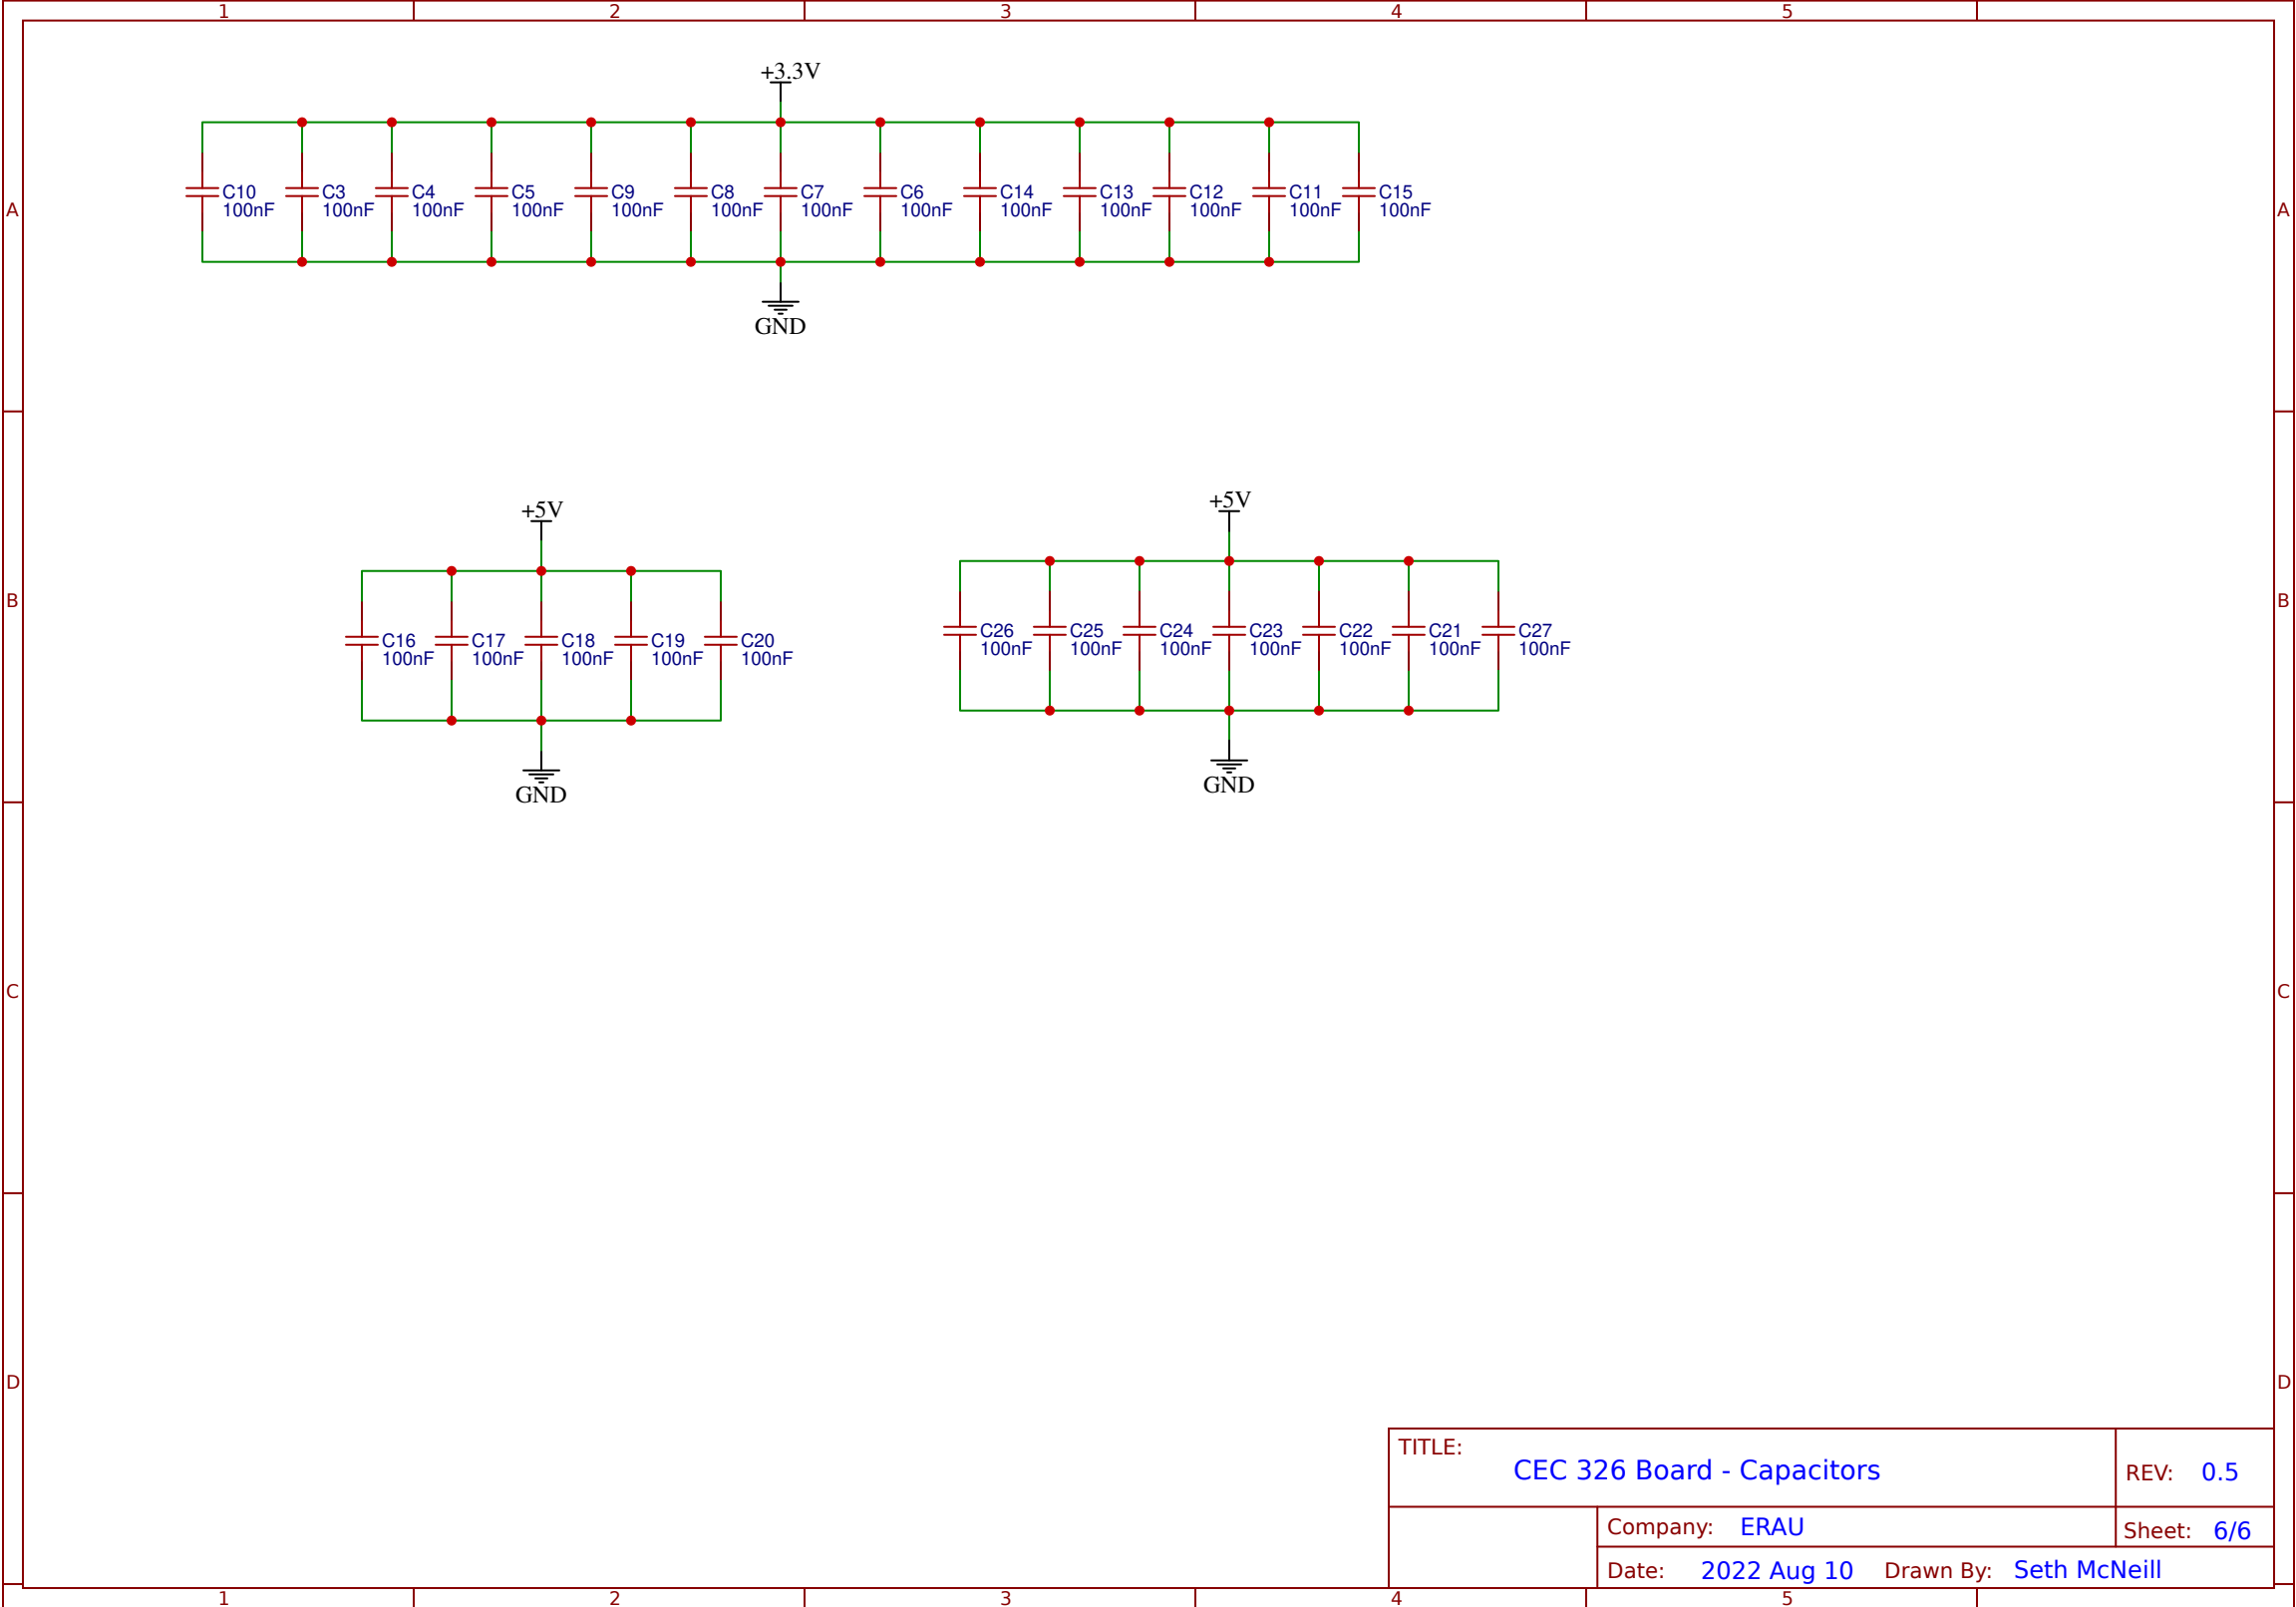 1 2 3 4 5
+3.3V
C10 C3 C4 C5 C9 C8 C7 C6 C14 C13 C12 C11 C15
A 100nF 100nF 100nF 100nF 100nF 100nF 100nF 100nF 100nF 100nF 100nF 100nF 100nF A
GND
+5V
C16 C17 C18 C19 C20
100nF 100nF 100nF 100nF 100nF
GND
+5V
B B
C26 C25 C24 C23 C22 C21 C27
100nF 100nF 100nF 100nF 100nF 100nF 100nF
GND
C C
D D
TITLE:
CEC 326 Board - Capacitors
REV: 0.5
Company: ERAU
Sheet: 6/6
Date: 2022 Aug 10 Drawn By: Seth McNeill
1 2 3 4 5